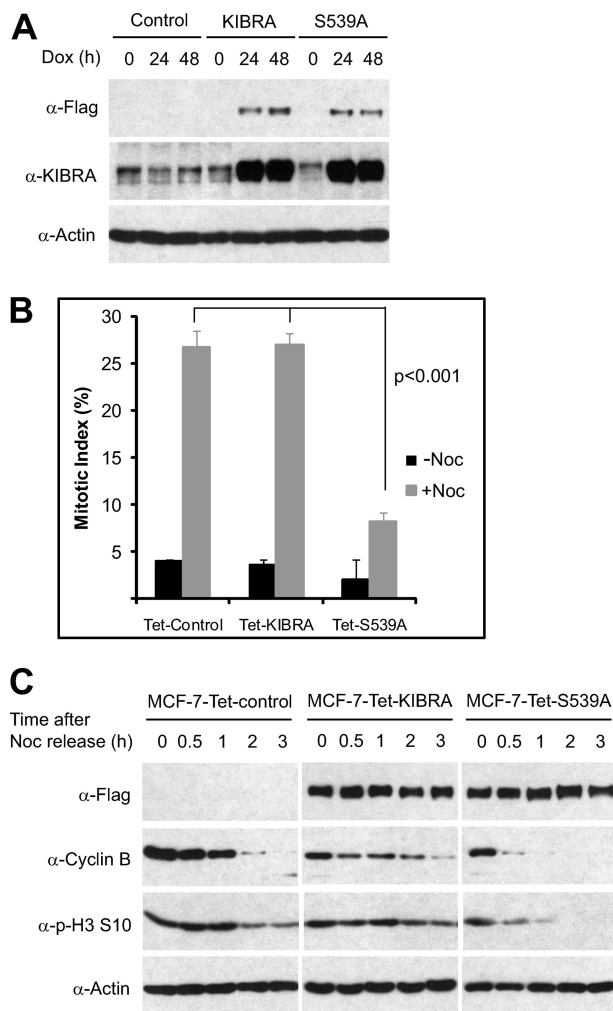 A
Control KIBRA S539A
Dox (h) 0 24 48 0 24 48 0 24 48
α-Flag
α-KIBRA
α-Actin
B
30
25
20
15
10
5
Mitotic Index (%)
p<0.001
-Noc
+Noc
Tet-Control Tet-KIBRA Tet-S539A
C
MCF-7-Tet-control MCF-7-Tet-KIBRA MCF-7-Tet-S539A
Time after
Noc release (h) 0 0.5 1 2 3 0 0.5 1 2 3 0 0.5 1 2 3
α-Flag
α-Cyclin B
α-p-H3 S10
α-Actin